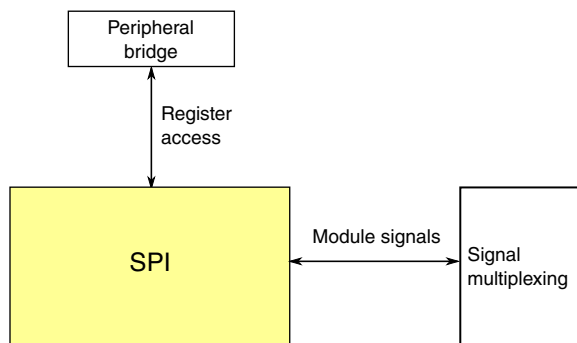 Peripheral
bridge
Register
access
SPI
Module signals
Signal
multiplexing